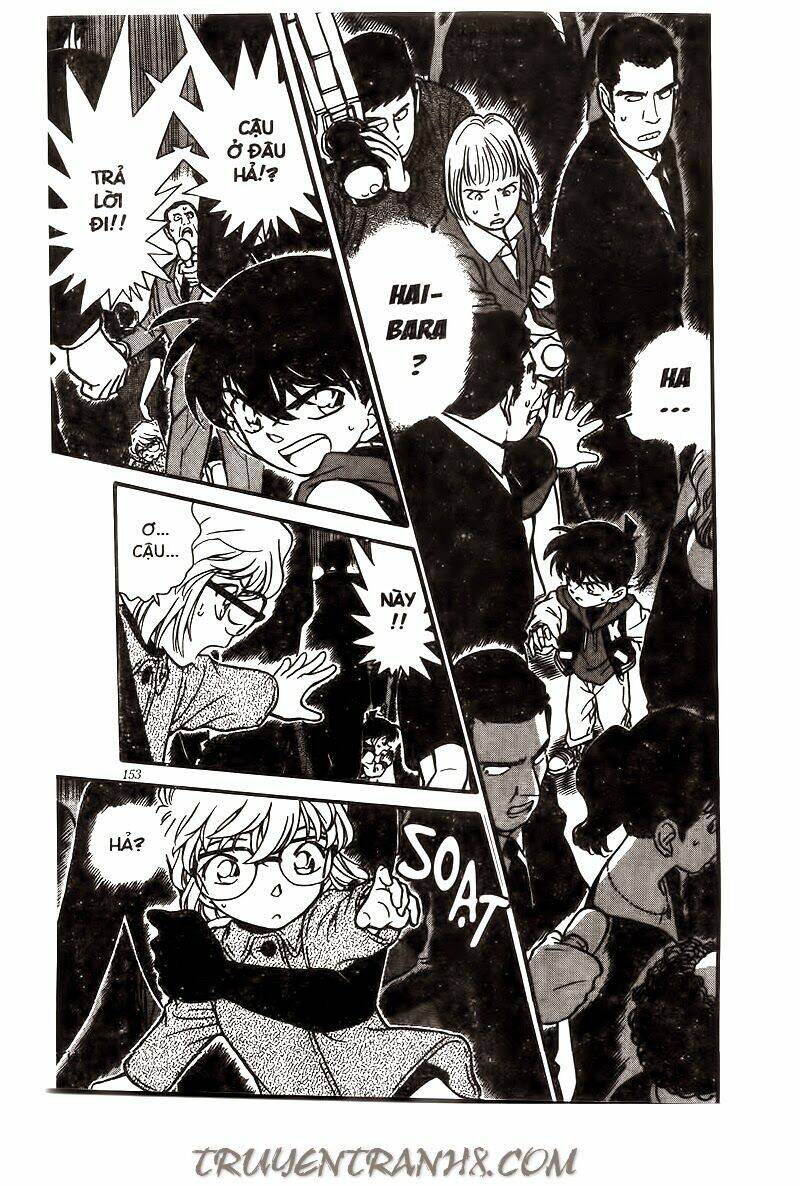 HA
...
HAI-
BARA
?
CẬU
Ở ĐÂU
HẢ!?
TRẢ
LỜI
ĐI!!
NÀY
!!
Ơ...
CẬU...
153
HẢ?
SOẠT
K
TRUYENTRANH8.COM